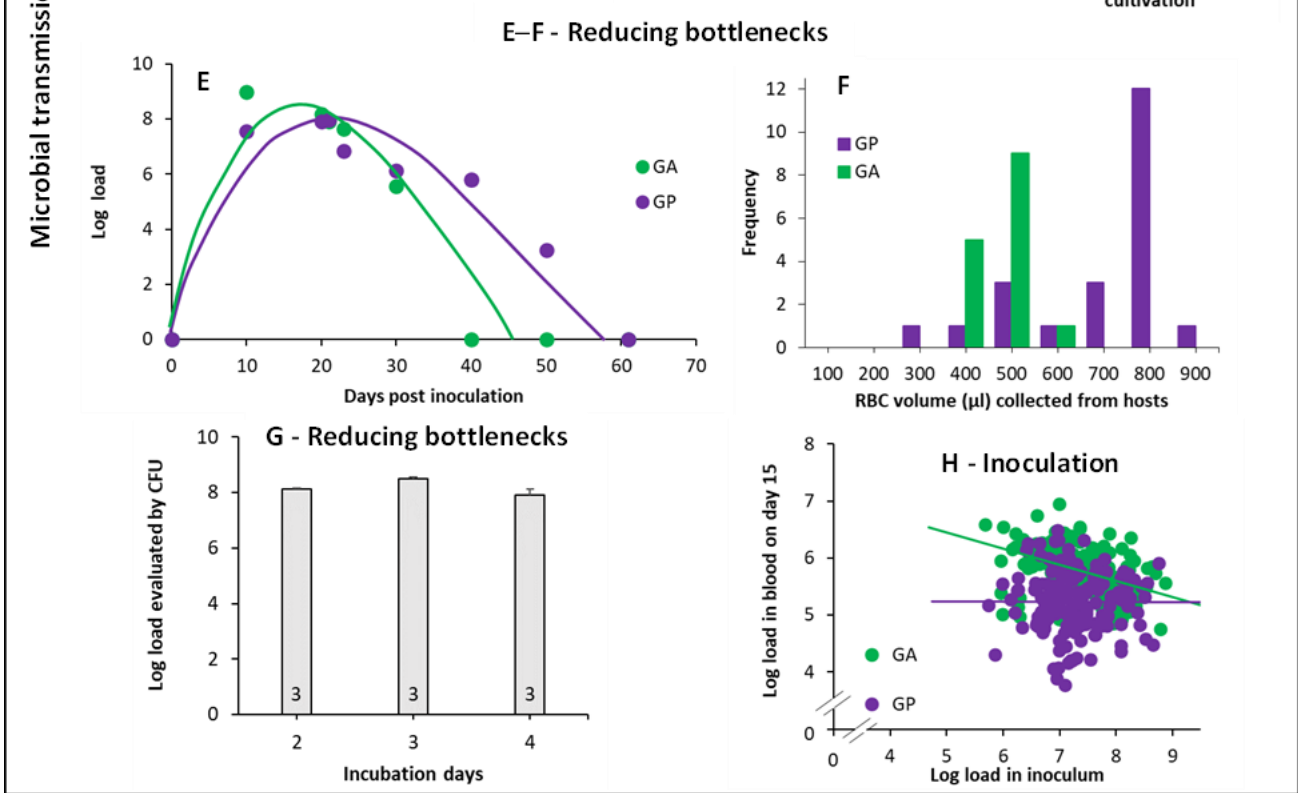 cultivation
Microbial transmissi
E–F - Reducing bottlenecks
E
10
8
6
4
2
0
Log load
0 10 20 30 40 50 60 70
Days post inoculation
GA
GP
F
12
10
8
6
4
2
0
Frequency
GP
GA
100 200 300 400 500 600 700 800 900
RBC volume (µl) collected from hosts
G - Reducing bottlenecks
10
8
6
4
2
0
Log load evaluated by CFU
3 3 3
2 3 4
Incubation days
H - Inoculation
8
7
6
5
4
0
Log load in blood on day 15
GA
GP
0 4 5 6 7 8 9
Log load in inoculum